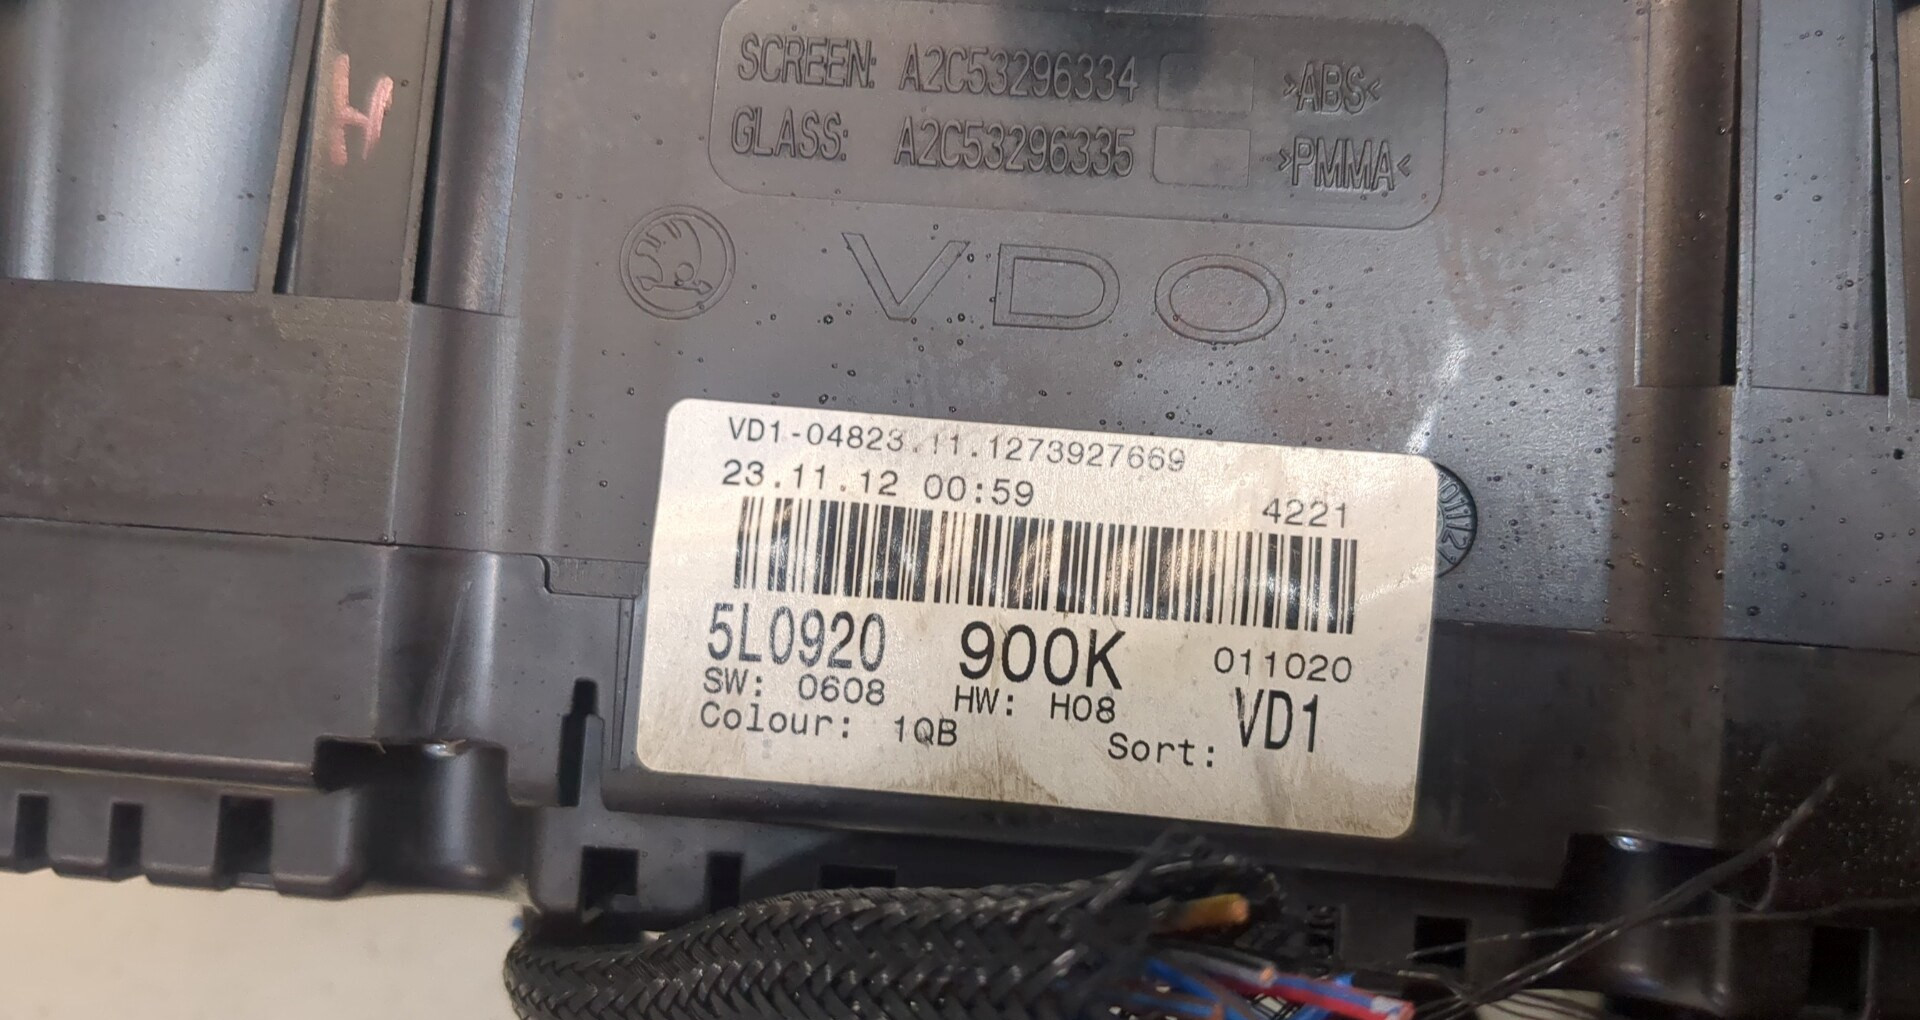 H
SCREEN: A2C53296334 >ABS<
GLASS: A2C53296335 >PMMA<
VDO
VD1-04823.11.1273927669
23.11.12 00:59
4221
5L0920 900K 011020
SW: 0608 HW: H08 VD1
Colour: 1QB Sort: